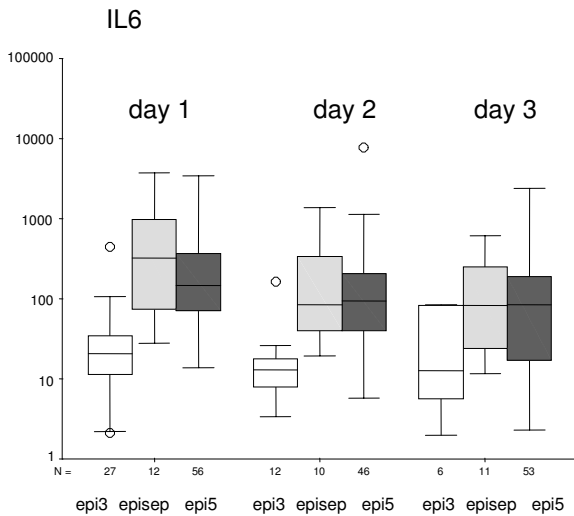 IL6
100000
day 1 day 2 day 3
10000
1000
100
10
1
N = 27 12 56 12 10 46 6 11 53
epi3 episep epi5 epi3 episep epi5 epi3 episep epi5